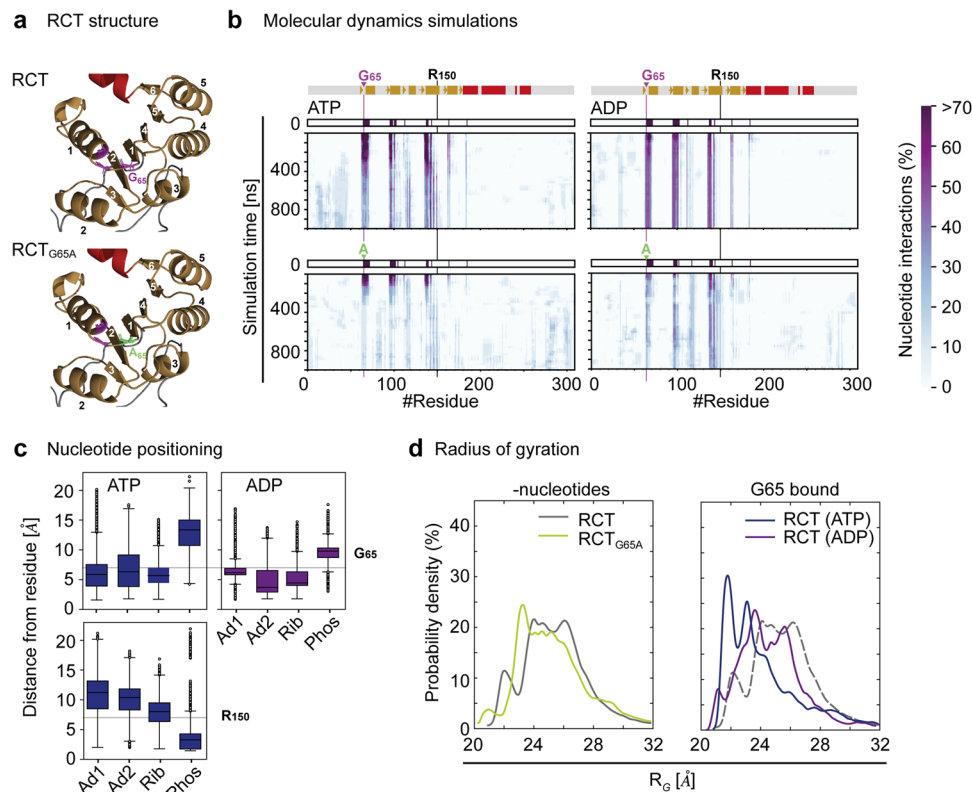 a RCT structure
b Molecular dynamics simulations
RCT
6
5
5
4
4
1
2
1
G65
3
3
2
RCTG65A
6
5
5
4
4
1
2
1
A65
3
3
2
G65 R150
G65 R150
ATP
ADP
0
400
800
A
A
0
400
800
0 100 200 300
0 100 200 300
#Residue
#Residue
Simulation time [ns]
>70
60
50
40
30
20
10
0
Nucleotide interactions (%)
c Nucleotide positioning
ATP
ADP
20
15
10
5
0
G65
Ad1 Ad2 Rib Phos
20
15
10
5
0
R150
Ad1 Ad2 Rib Phos
Distance from residue [Å]
d Radius of gyration
-nucleotides
G65 bound
RCT
RCTG65A
RCT (ATP)
RCT (ADP)
40
30
20
10
0
Probability density (%)
20 24 28 32
20 24 28 32
RG [Å]